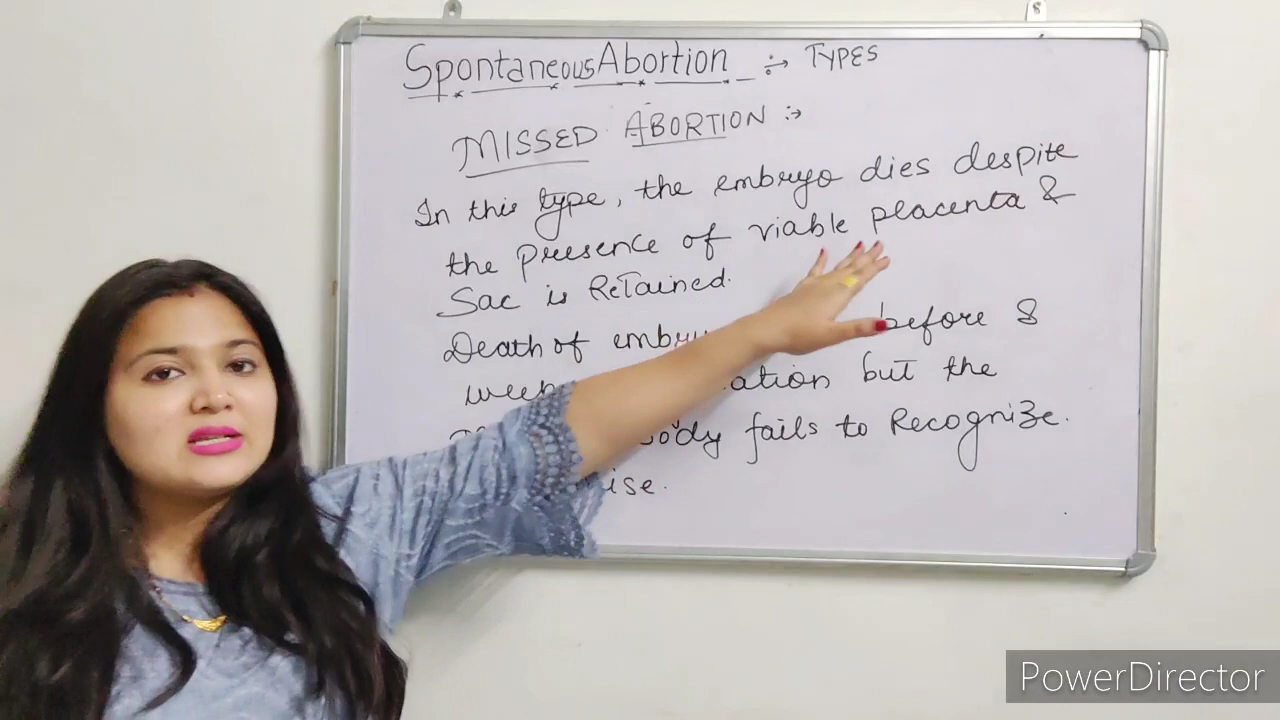 Spontaneous Abortion :→ TYPES
MISSED ABORTION :→
In this type, the embryo dies despite
the presence of viable placenta &
Sac is Retained.
Death of before 8
but the
body fails to Recognize.
PowerDirector